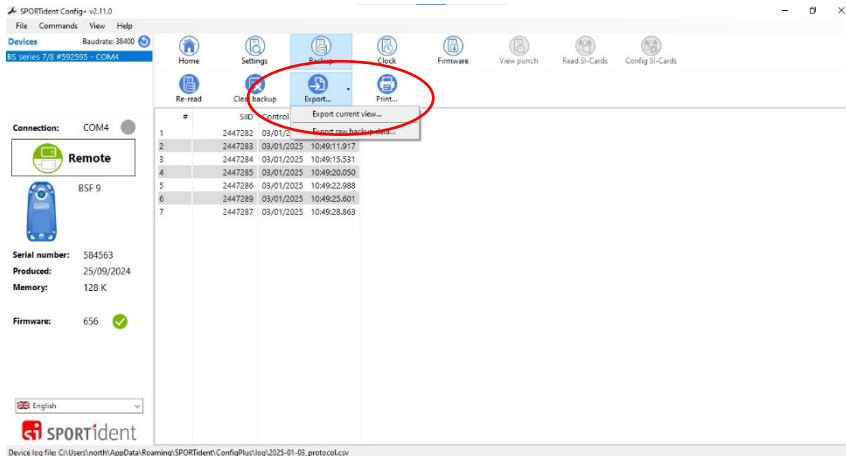 SPORTident Config+ v2.11.0
File Commands View Help
Devices Baudrate: 38400
BS series 7/8 #592595 - COM4
Home Settings Backup Clock Firmware View punch Read SI-Cards Config SI-Cards
Re-read Clear backup Export... Print...
Export current view...
Export raw backup data...
# SIID Control
1 2447282 03/01/2
2 2447283 03/01/2025 10:49:11.917
3 2447284 03/01/2025 10:49:15.531
4 2447285 03/01/2025 10:49:20.050
5 2447286 03/01/2025 10:49:22.988
6 2447289 03/01/2025 10:49:25.601
7 2447287 03/01/2025 10:49:28.863
Connection: COM4
Remote
BSF 9
Serial number: 584563
Produced: 25/09/2024
Memory: 128 K
Firmware: 656
English
si SPORTident
Device log file: C:\Users\north\AppData\Roaming\SPORTident\ConfigPlus\log\2025-01-03_protocol.csv